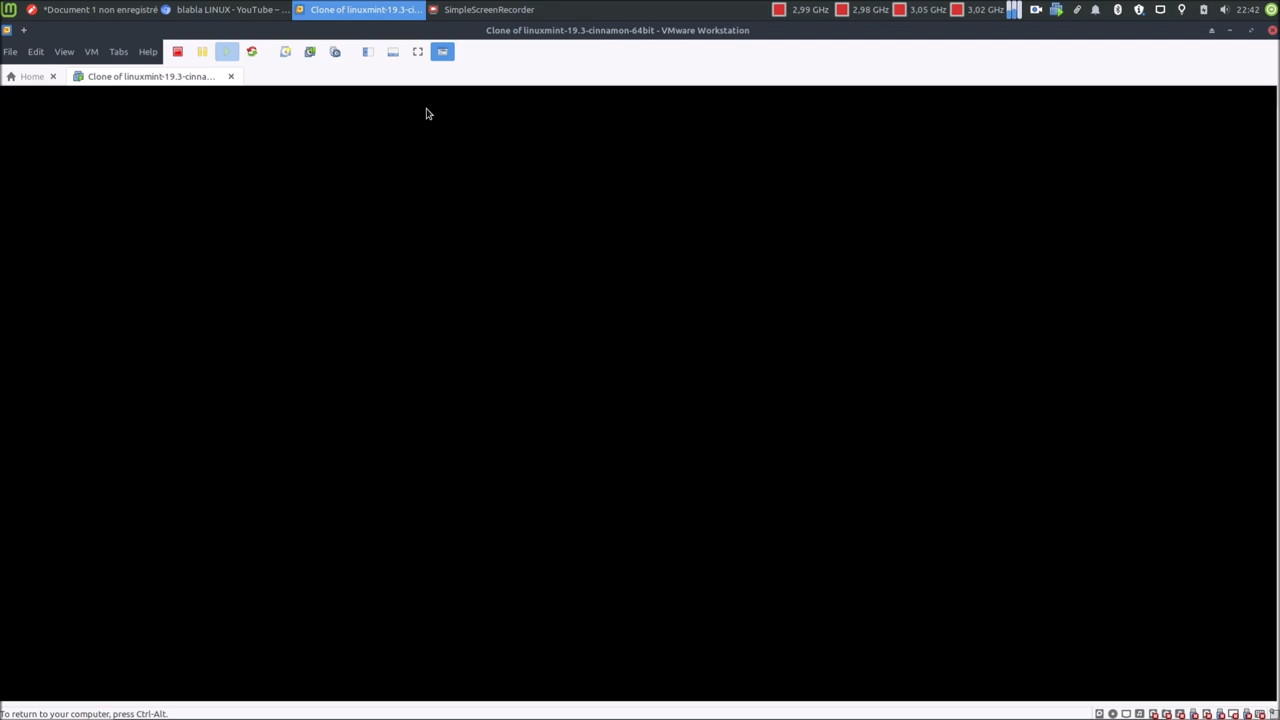 *Document 1 non enregistré
blabla LINUX - YouTube – ...
Clone of linuxmint-19.3-ci...
SimpleScreenRecorder
2,99 GHz
2,98 GHz
3,05 GHz
3,02 GHz
22:42
Clone of linuxmint-19.3-cinnamon-64bit - VMware Workstation
File Edit View VM Tabs Help
Home
Clone of linuxmint-19.3-cinna...
To return to your computer, press Ctrl-Alt.